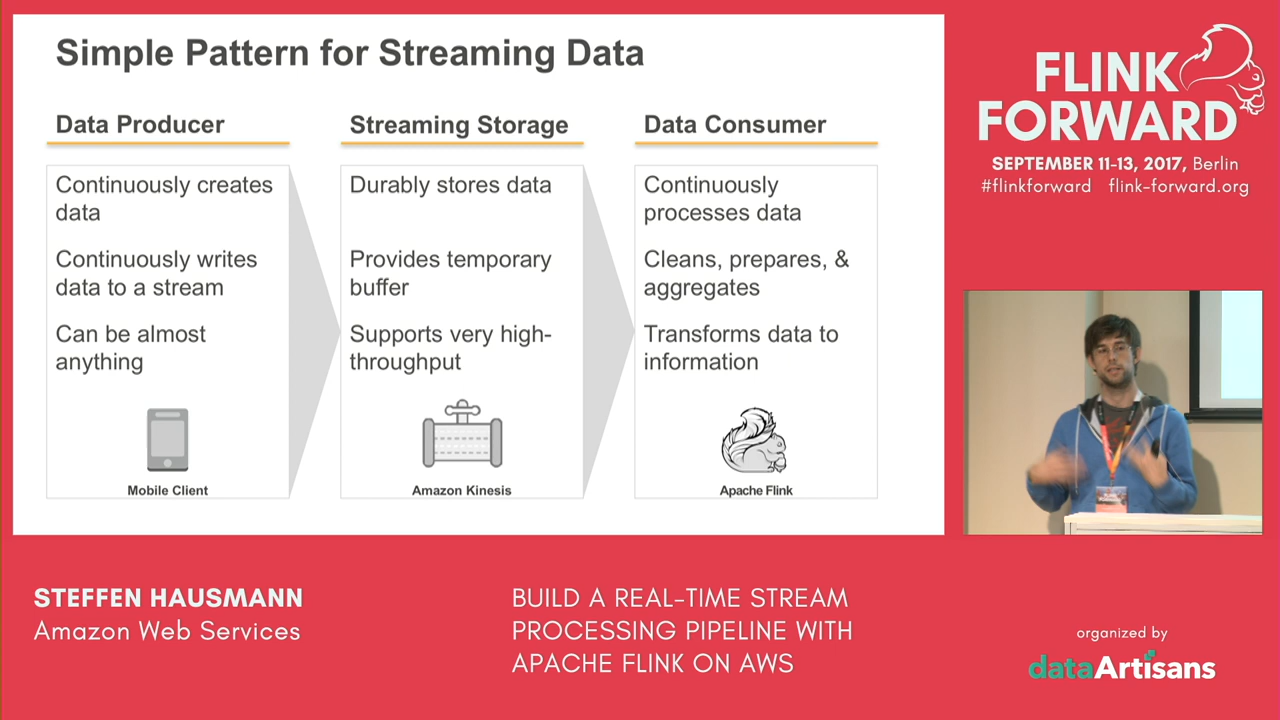 Simple Pattern for Streaming Data
Data Producer
Continuously creates
data
Continuously writes
data to a stream
Can be almost
anything
Mobile Client
Streaming Storage
Durably stores data
Provides temporary
buffer
Supports very high-
throughput
Amazon Kinesis
Data Consumer
Continuously
processes data
Cleans, prepares, &
aggregates
Transforms data to
information
Apache Flink
FLINK
FORWARD
SEPTEMBER 11-13, 2017, Berlin
#flinkforward flink-forward.org
STEFFEN HAUSMANN
Amazon Web Services
BUILD A REAL-TIME STREAM
PROCESSING PIPELINE WITH
APACHE FLINK ON AWS
organized by
dataArtisans